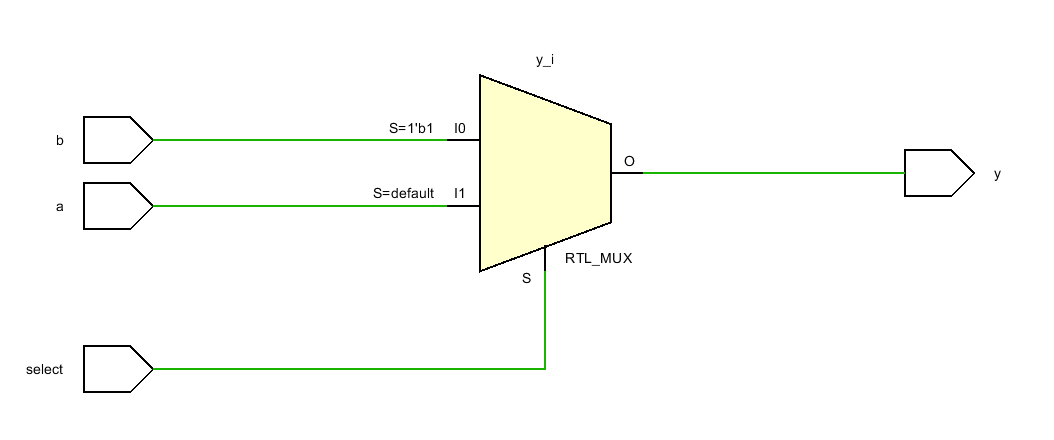 y_i
b
S=1'b1
I0
a
S=default
I1
O
y
RTL_MUX
S
select